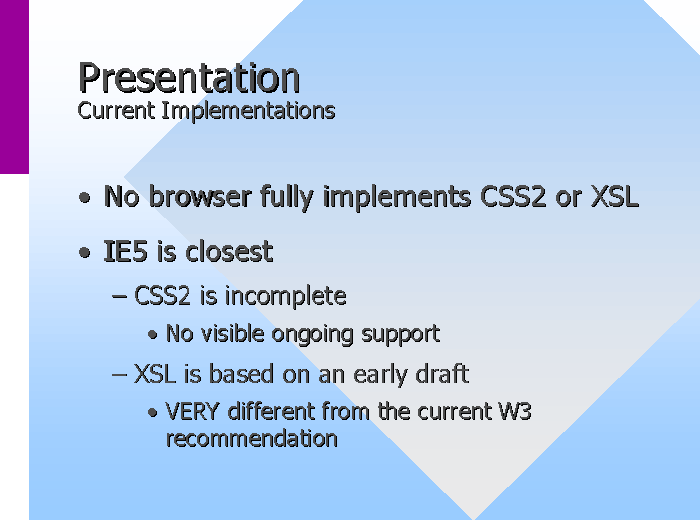 Presentation
Current Implementations
• No browser fully implements CSS2 or XSL
• IE5 is closest
– CSS2 is incomplete
• No visible ongoing support
– XSL is based on an early draft
• VERY different from the current W3
recommendation